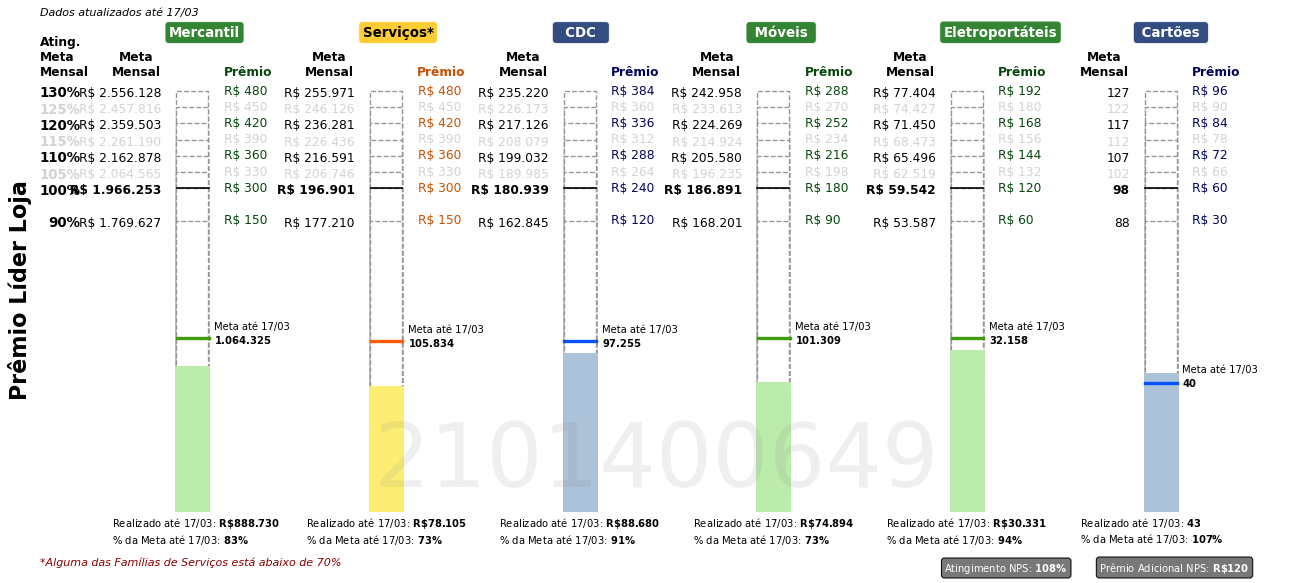 Dados atualizados até 17/03
Mercantil Serviços* CDC Móveis Eletroportáteis Cartões
Ating. Meta Mensal Meta Mensal Prêmio Meta Mensal Prêmio Meta Mensal Prêmio Meta Mensal Prêmio Meta Mensal Prêmio
130% R$ 2.556.128 R$ 480 R$ 255.971 R$ 480 R$ 235.220 R$ 384 R$ 242.958 R$ 288 R$ 77.404 R$ 192 127 R$ 96
125% R$ 2.457.816 R$ 450 R$ 246.126 R$ 450 R$ 226.173 R$ 360 R$ 233.613 R$ 270 R$ 74.427 R$ 180 122 R$ 90
120% R$ 2.359.503 R$ 420 R$ 236.281 R$ 420 R$ 217.126 R$ 336 R$ 224.269 R$ 252 R$ 71.450 R$ 168 117 R$ 84
115% R$ 2.261.190 R$ 390 R$ 226.436 R$ 390 R$ 208.079 R$ 312 R$ 214.924 R$ 234 R$ 68.473 R$ 156 112 R$ 78
110% R$ 2.162.878 R$ 360 R$ 216.591 R$ 360 R$ 199.032 R$ 288 R$ 205.580 R$ 216 R$ 65.496 R$ 144 107 R$ 72
105% R$ 2.064.565 R$ 330 R$ 206.746 R$ 330 R$ 189.985 R$ 264 R$ 196.235 R$ 198 R$ 62.519 R$ 132 102 R$ 66
100% R$ 1.966.253 R$ 300 R$ 196.901 R$ 300 R$ 180.939 R$ 240 R$ 186.891 R$ 180 R$ 59.542 R$ 120 98 R$ 60
90% R$ 1.769.627 R$ 150 R$ 177.210 R$ 150 R$ 162.845 R$ 120 R$ 168.201 R$ 90 R$ 53.587 R$ 60 88 R$ 30
Prêmio Líder Loja
Meta até 17/03 Meta até 17/03 Meta até 17/03 Meta até 17/03 Meta até 17/03
1.064.325 105.834 97.255 101.309 32.158
Meta até 17/03
40
2101400649
Realizado até 17/03: R$888.730 Realizado até 17/03: R$78.105 Realizado até 17/03: R$88.680 Realizado até 17/03: R$74.894 Realizado até 17/03: R$30.331 Realizado até 17/03: 43
% da Meta até 17/03: 83% % da Meta até 17/03: 73% % da Meta até 17/03: 91% % da Meta até 17/03: 73% % da Meta até 17/03: 94% % da Meta até 17/03: 107%
*Alguma das Famílias de Serviços está abaixo de 70%
Atingimento NPS: 108% Prêmio Adicional NPS: R$120